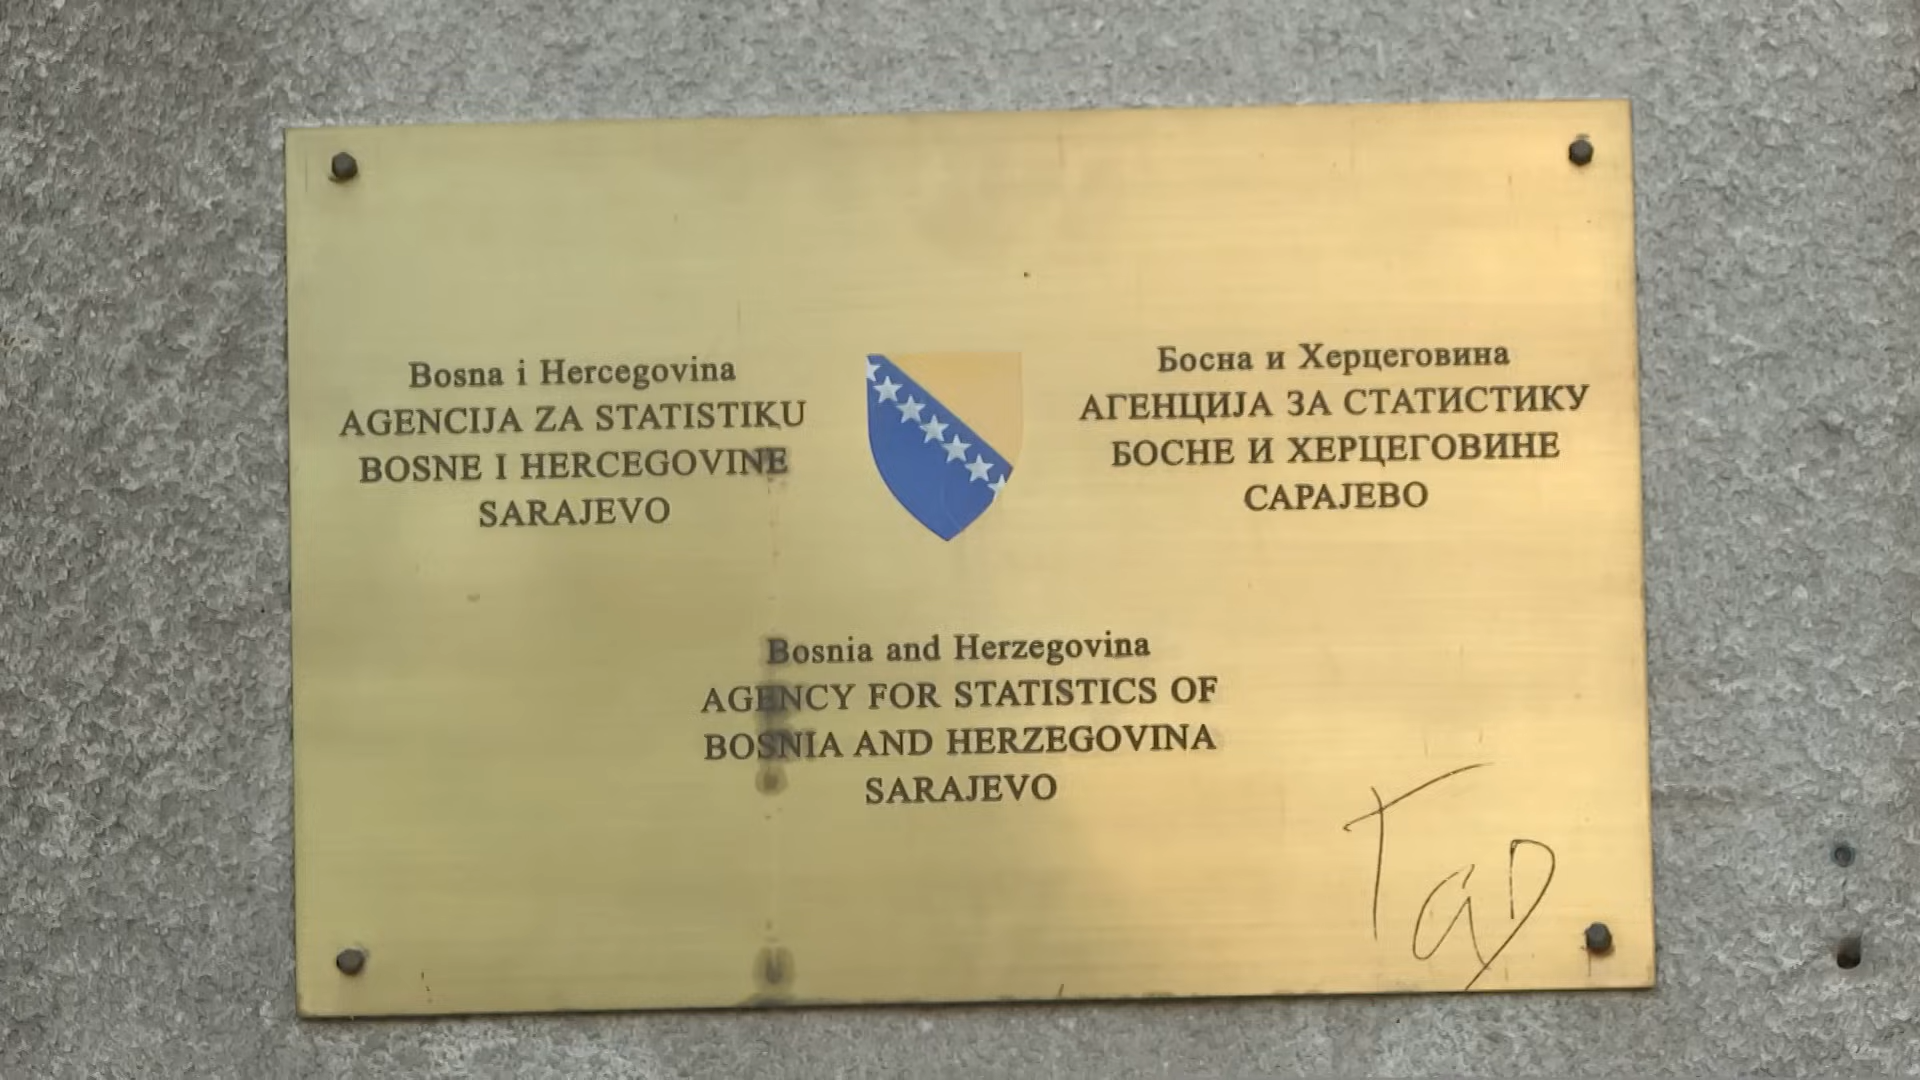 Bosna i Hercegovina
AGENCIJA ZA STATISTIKU
BOSNE I HERCEGOVINE
SARAJEVO
Босна и Херцеговина
АГЕНЦИЈА ЗА СТАТИСТИКУ
БОСНЕ И ХЕРЦЕГОВИНЕ
САРАЈЕВО
Bosnia and Herzegovina
AGENCY FOR STATISTICS OF
BOSNIA AND HERZEGOVINA
SARAJEVO